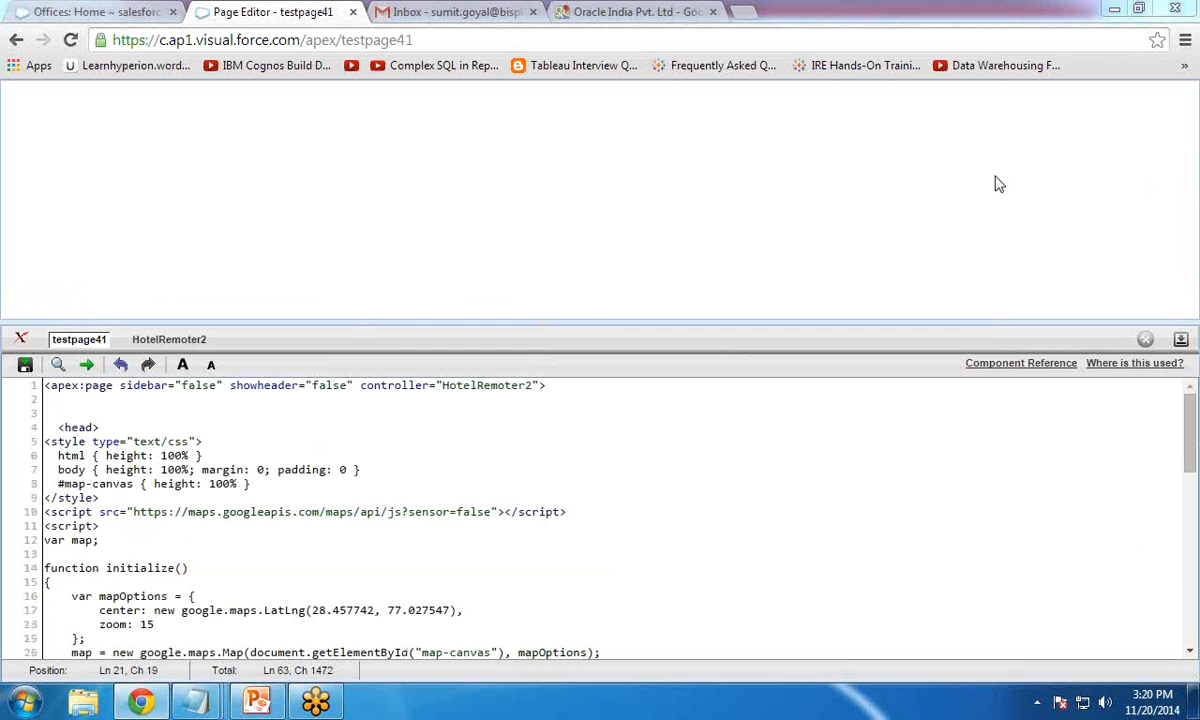 Offices: Home ~ salesforc
Page Editor - testpage41
Inbox - sumit.goyal@bisp
Oracle India Pvt. Ltd - Goo
https://c.ap1.visual.force.com/apex/testpage41
Apps
Learnhyperion.word...
IBM Cognos Build D...
Complex SQL in Rep...
Tableau Interview Q...
Frequently Asked Q...
IRE Hands-On Traini...
Data Warehousing F...
»
testpage41
HotelRemoter2
A
A
Component Reference
Where is this used?
1 <apex:page sidebar="false" showheader="false" controller="HotelRemoter2">
2
3
4 <head>
5 <style type="text/css">
6 html { height: 100% }
7 body { height: 100%; margin: 0; padding: 0 }
8 #map-canvas { height: 100% }
9 </style>
10 <script src="https://maps.googleapis.com/maps/api/js?sensor=false"></script>
11 <script>
12 var map;
13
14 function initialize()
15 {
16 var mapOptions = {
17 center: new google.maps.LatLng(28.457742, 77.027547),
18 zoom: 15
19 };
20 map = new google.maps.Map(document.getElementById("map-canvas"), mapOptions);
Position: Ln 21, Ch 19 Total: Ln 63, Ch 1472
3:20 PM
11/20/2014